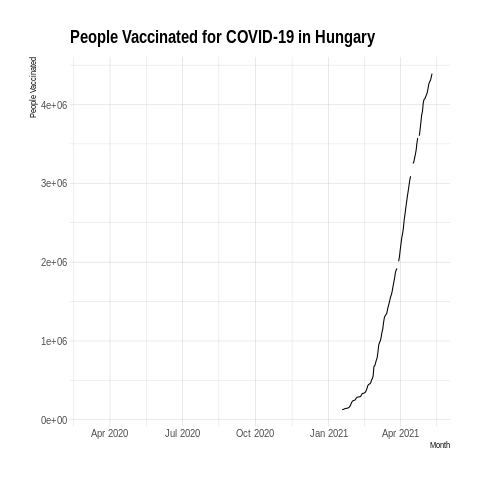 People Vaccinated for COVID-19 in Hungary
People Vaccinated
4e+06
3e+06
2e+06
1e+06
0e+00
Apr 2020 Jul 2020 Oct 2020 Jan 2021 Apr 2021
Month